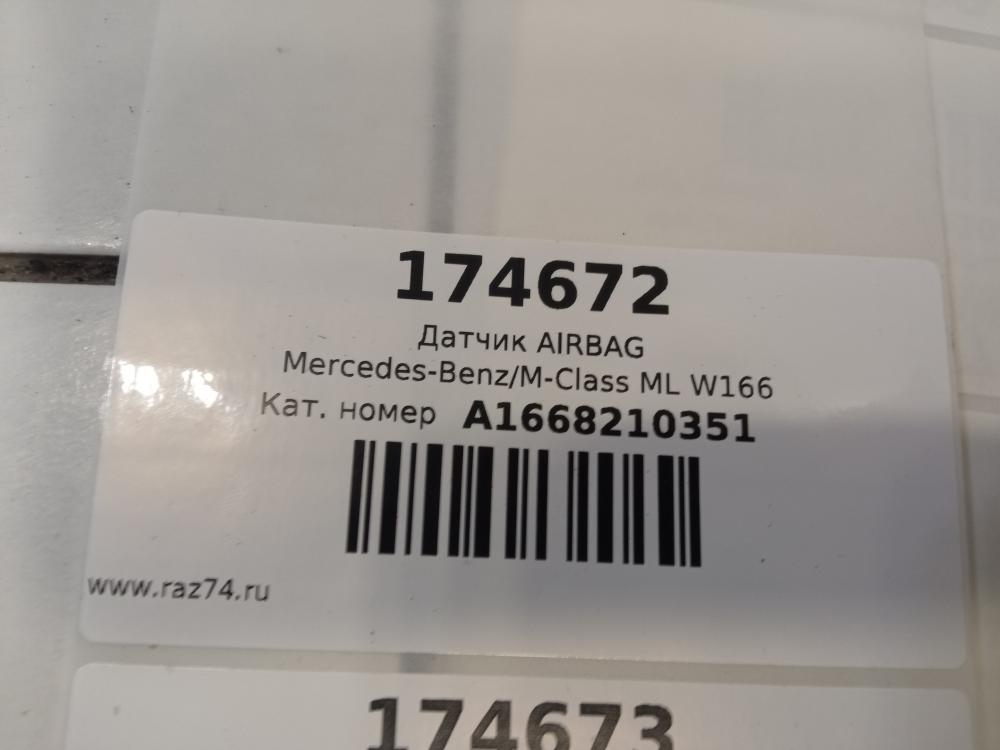 174672
Датчик AIRBAG
Mercedes-Benz/M-Class ML W166
Кат. номер A1668210351
www.raz74.ru
174673